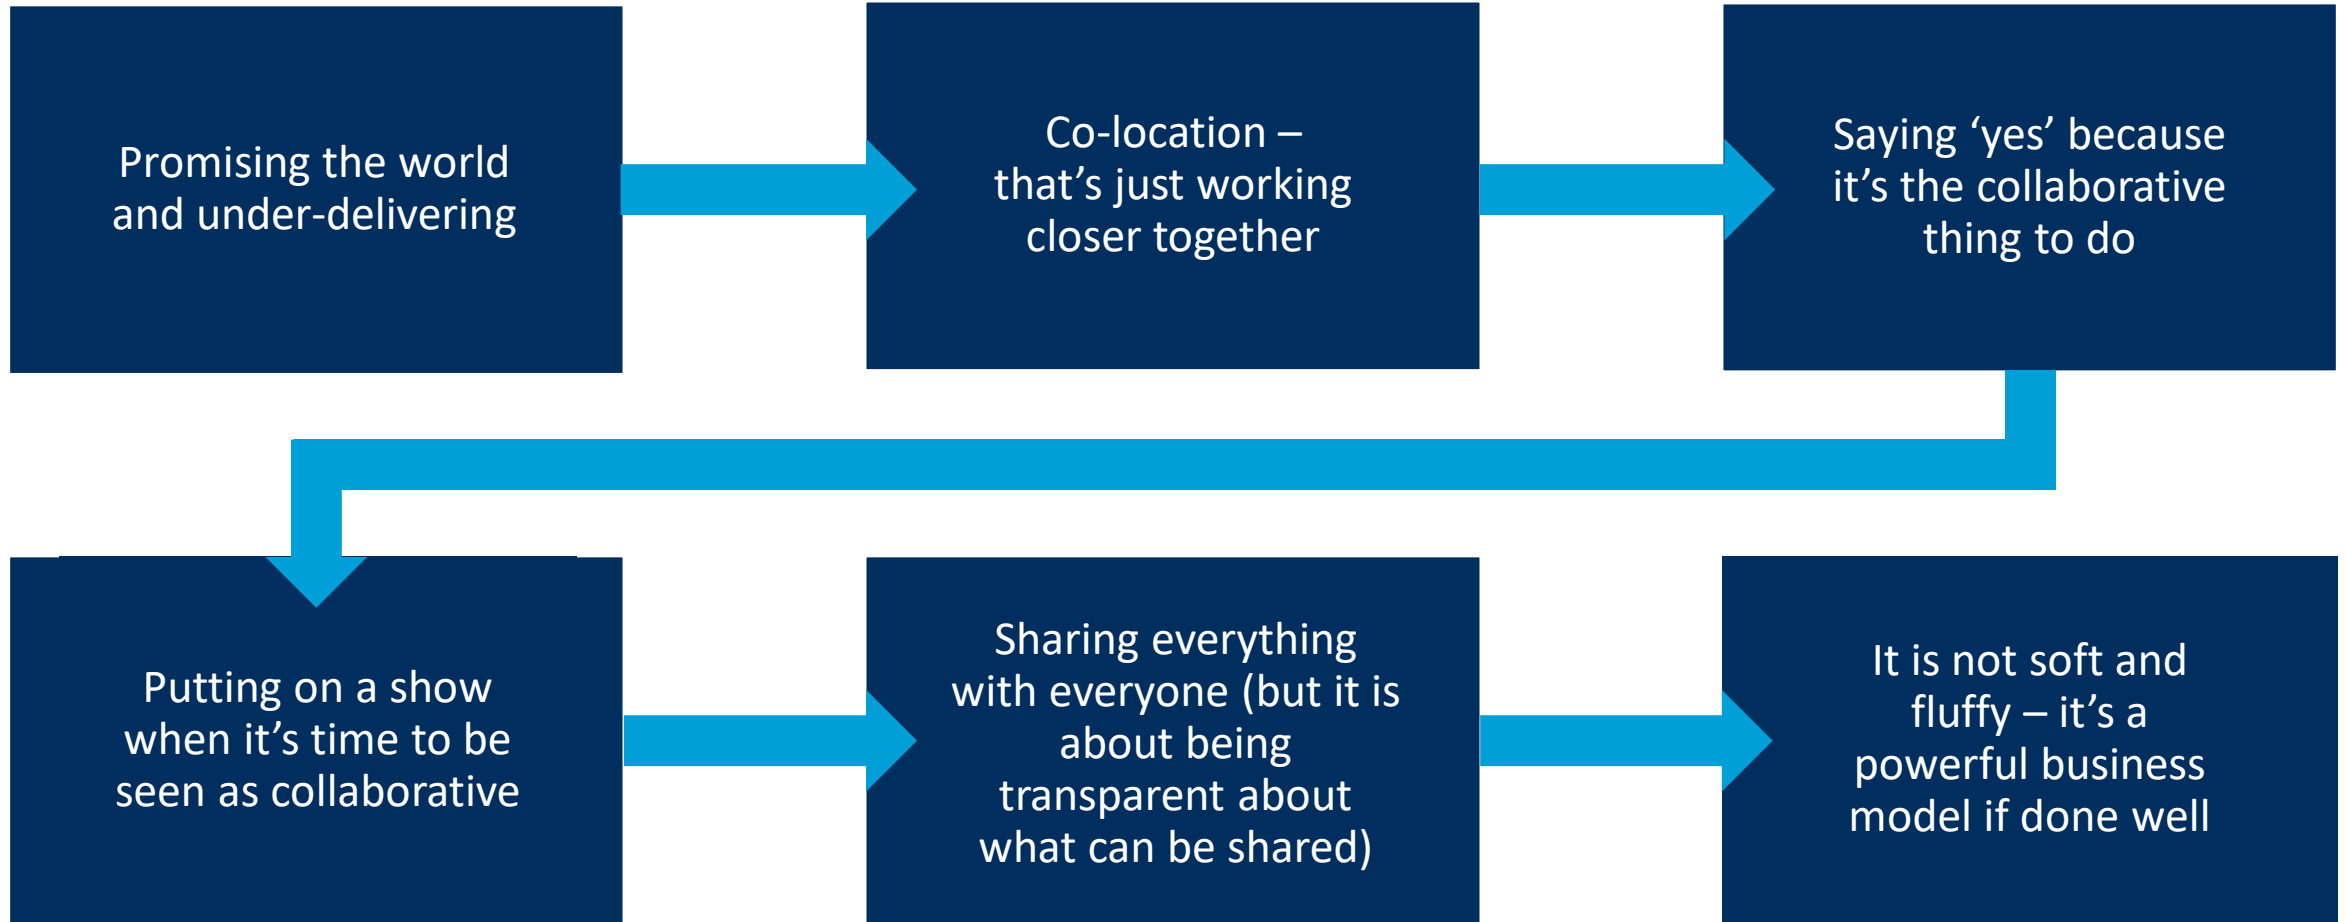 Promising the world
and under-delivering
Co-location –
that’s just working
closer together
Saying ‘yes’ because
it’s the collaborative
thing to do
Putting on a show
when it’s time to be
seen as collaborative
Sharing everything
with everyone (but it is
about being
transparent about
what can be shared)
It is not soft and
fluffy – it’s a
powerful business
model if done well